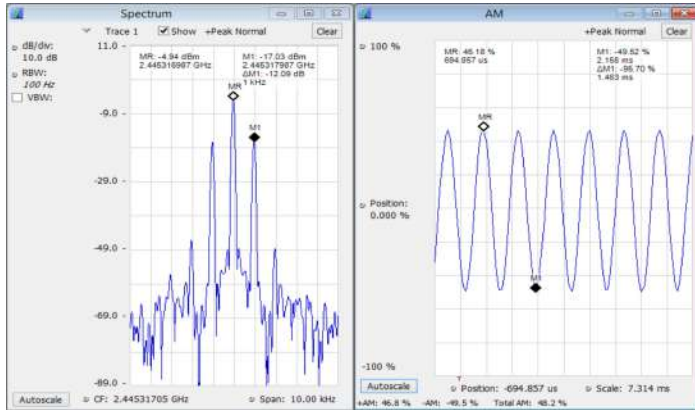 Spectrum
Trace 1 Show +Peak Normal Clear
dB/div:
10.0 dB
RBW:
100 Hz
VBW:
11.0
-9.0
-29.0
-49.0
-69.0
-89.0
MR: -4.94 dBm
2.445316987 GHz
M1: -17.03 dBm
2.445317987 GHz
ΔM1: -12.09 dB
1 kHz
MR
M1
Autoscale CF: 2.44531705 GHz Span: 10.00 kHz
AM
+Peak Normal Clear
100 %
MR: 46.18 %
694.857 us
M1: -49.52 %
2.158 ms
ΔM1: -95.70 %
1.463 ms
MR
Position:
0.000 %
M1
-100 %
Autoscale Position: -694.857 us Scale: 7.314 ms
+AM: 46.8 % -AM: -49.5 % Total AM: 48.2 %